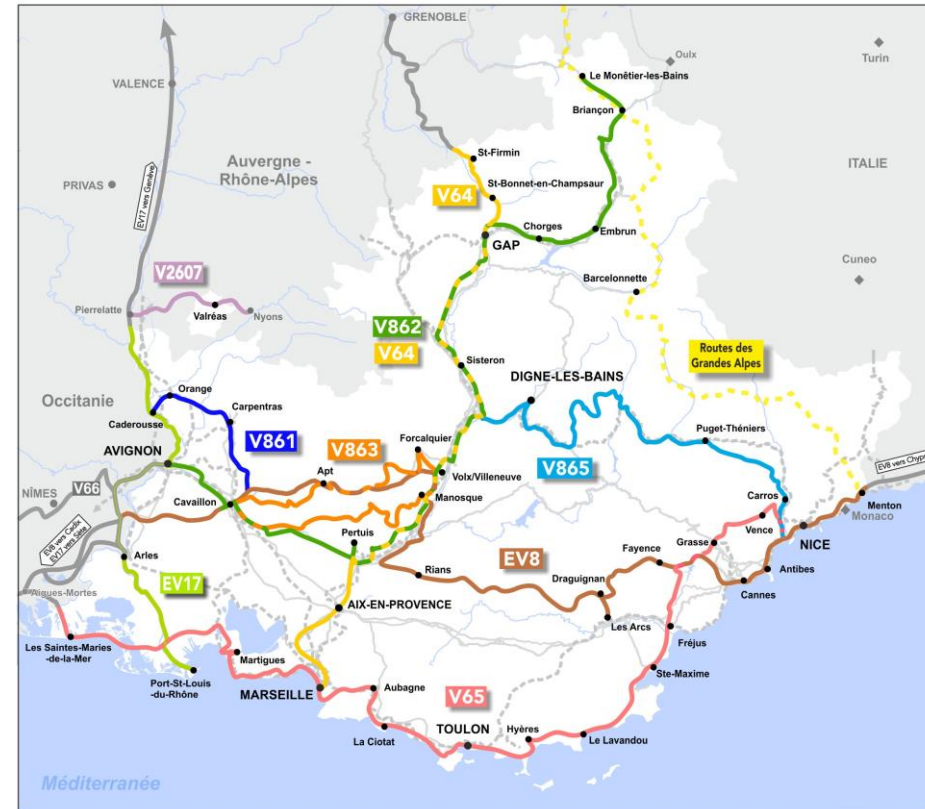 GRENOBLE
Oulx
Turin
Le Monêtier-les-Bains
VALENCE
Briançon
EV17 vers Genève
St-Firmin
Auvergne -
Rhône-Alpes
ITALIE
PRIVAS
V64
St-Bonnet-en-Champsaur
Chorges
Embrun
GAP
Cuneo
V2607
Barcelonnette
Pierrelatte
Valréas
Nyons
V862
V64
Routes des
Grandes Alpes
Sisteron
DIGNE-LES-BAINS
Orange
Occitanie
Carpentras
Caderousse
V861
V863
Forcalquier
Puget-Théniers
AVIGNON
V865
Apt
Volx/Villeneuve
EV8 vers Chypre
V66
NÎMES
Cavaillon
Manosque
Carros
Menton
Monaco
EV8 vers Cadix
EV17 vers Sète
Pertuis
Vence
NICE
Grasse
Arles
Fayence
EV8
Rians
Antibes
Draguignan
EV17
Cannes
Aigues-Mortes
AIX-EN-PROVENCE
Les Arcs
Fréjus
Les Saintes-Maries
-de-la-Mer
Martigues
Ste-Maxime
Port-St-Louis
-du-Rhône
MARSEILLE
Aubagne
V65
TOULON
Hyères
La Ciotat
Le Lavandou
Méditerranée